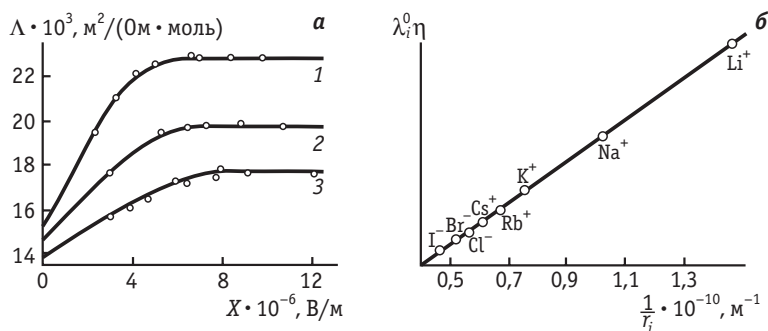 Λ · 10³, м²/(Ом · моль)
а
22
20
18
16
14
0
4
8
12
1
2
3
X · 10⁻⁶, В/м
λᵢ⁰η
б
Li⁺
Na⁺
K⁺
Rb⁺
Cs⁺
Cl⁻
Br⁻
I⁻
0,5
0,7
0,9
1,1
1,3
1/rᵢ · 10⁻¹⁰, м⁻¹